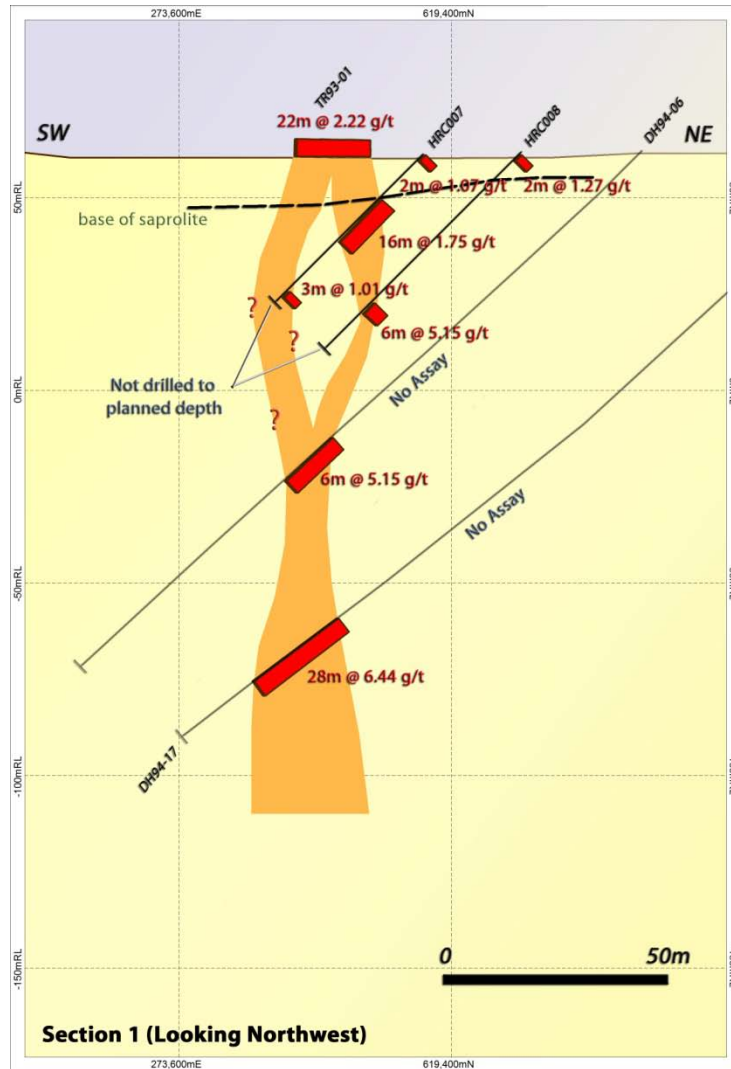 273,600mE
619,400mN
TR93-01
HRC007
HRC008
DH94-06
SW
22m @ 2.22 g/t
NE
2m @ 1.07 g/t
2m @ 1.27 g/t
50mRL
base of saprolite
16m @ 1.75 g/t
3m @ 1.01 g/t
?
6m @ 5.15 g/t
?
Not drilled to
planned depth
0mRL
No Assay
?
6m @ 5.15 g/t
No Assay
-50mRL
28m @ 6.44 g/t
DH94-17
-100mRL
-150mRL
0
50m
Section 1 (Looking Northwest)
273,600mE
619,400mN